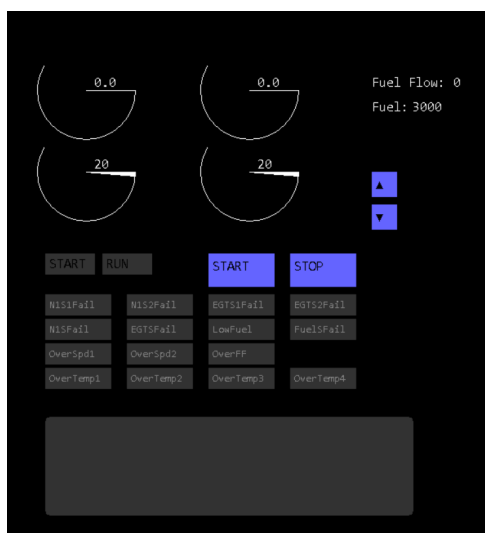 0.0 0.0 Fuel Flow: 0
Fuel: 3000
20 20
▲
▼
START RUN START STOP
N1S1Fail N1S2Fail EGTS1Fail EGTS2Fail
N1SFail EGTSFail LowFuel FuelSFail
OverSpd1 OverSpd2 OverFF
OverTemp1 OverTemp2 OverTemp3 OverTemp4